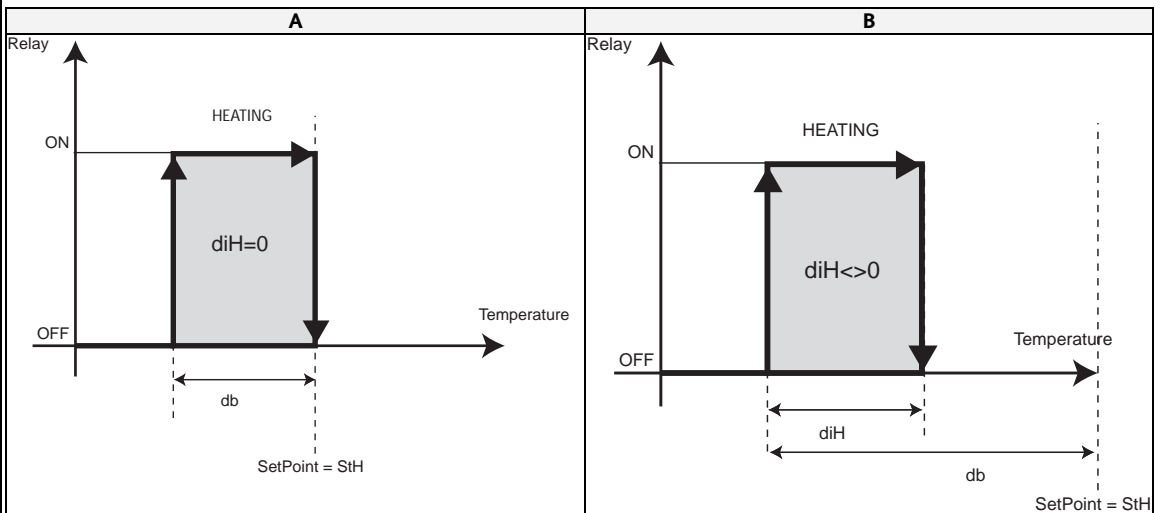 A
Relay
HEATING
ON
diH=0
Temperature
OFF
db
SetPoint = StH
B
Relay
HEATING
ON
diH<>0
Temperature
OFF
diH
db
SetPoint = StH